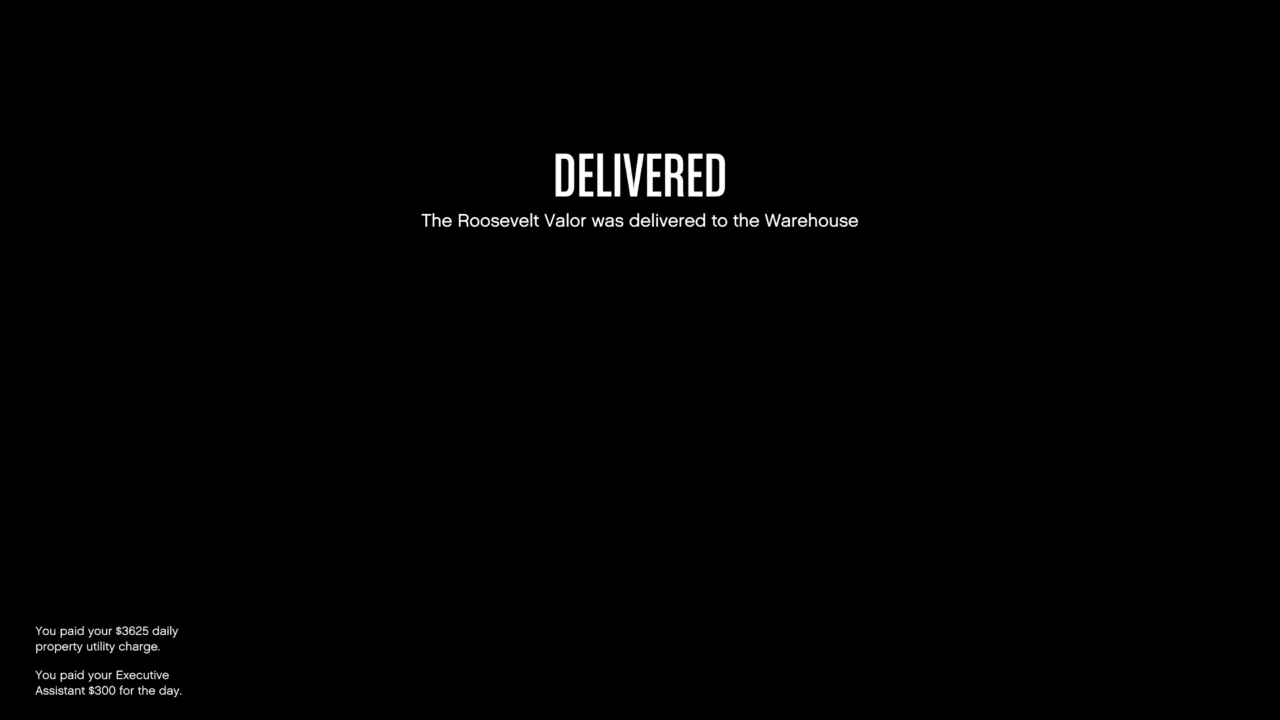 DELIVERED
The Roosevelt Valor was delivered to the Warehouse
You paid your $3625 daily
property utility charge.
You paid your Executive
Assistant $300 for the day.